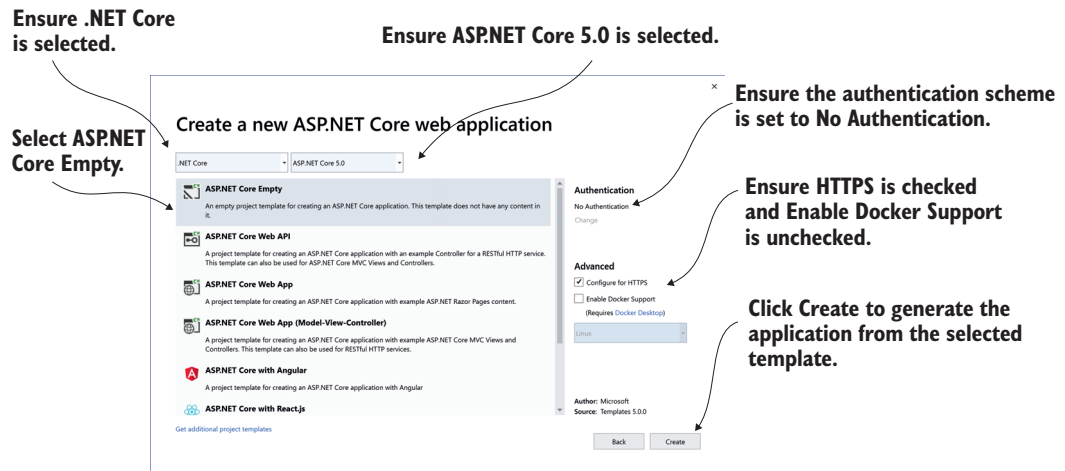 Ensure .NET Core
is selected.
Ensure ASP.NET Core 5.0 is selected.
Ensure the authentication scheme
is set to No Authentication.
Select ASP.NET
Core Empty.
Ensure HTTPS is checked
and Enable Docker Support
is unchecked.
Click Create to generate the
application from the selected
template.
×
Create a new ASP.NET Core web application
.NET Core
ASP.NET Core 5.0
ASP.NET Core Empty
An empty project template for creating an ASP.NET Core application. This template does not have any content in
it.
ASP.NET Core Web API
A project template for creating an ASP.NET Core application with an example Controller for a RESTful HTTP service.
This template can also be used for ASP.NET Core MVC Views and Controllers.
ASP.NET Core Web App
A project template for creating an ASP.NET Core application with example ASP.NET Razor Pages content.
ASP.NET Core Web App (Model-View-Controller)
A project template for creating an ASP.NET Core application with example ASP.NET Core MVC Views and
Controllers. This template can also be used for RESTful HTTP services.
ASP.NET Core with Angular
A project template for creating an ASP.NET Core application with Angular
ASP.NET Core with React.js
Get additional project templates
Authentication
No Authentication
Change
Advanced
Configure for HTTPS
Enable Docker Support
(Requires Docker Desktop)
Linus
Author: Microsoft
Source: Templates 5.0.0
Back
Create